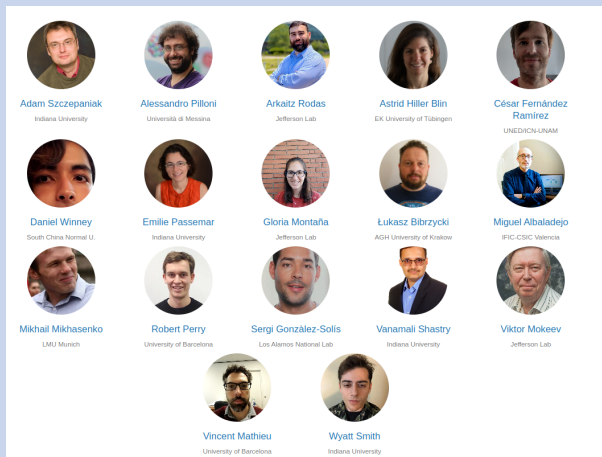 Adam Szczepaniak
Indiana University
Alessandro Pilloni
Università di Messina
Arkaitz Rodas
Jefferson Lab
Astrid Hiller Blin
EK University of Tübingen
César Fernández
Ramírez
UNED/ICN-UNAM
Daniel Winney
South China Normal U.
Emilie Passemar
Indiana University
Gloria Montaña
Jefferson Lab
Łukasz Bibrzycki
AGH University of Krakow
Miguel Albaladejo
IFIC-CSIC Valencia
Mikhail Mikhasenko
LMU Munich
Robert Perry
University of Barcelona
Sergi Gonzàlez-Solís
Los Alamos National Lab
Vanamali Shastry
Indiana University
Viktor Mokeev
Jefferson Lab
Vincent Mathieu
University of Barcelona
Wyatt Smith
Indiana University